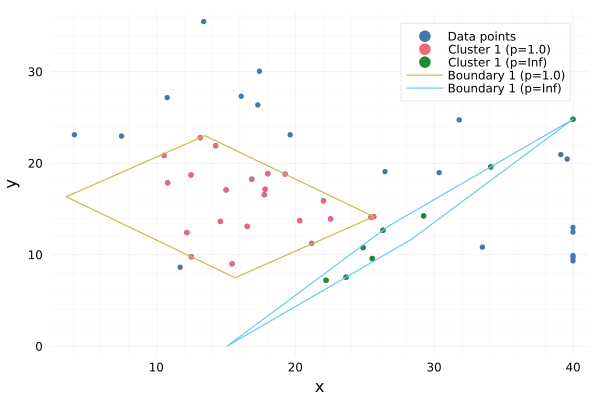 Data points
Cluster 1 (p=1.0)
Cluster 1 (p=Inf)
Boundary 1 (p=1.0)
Boundary 1 (p=Inf)
30
20
10
0
y
10
20
30
40
x